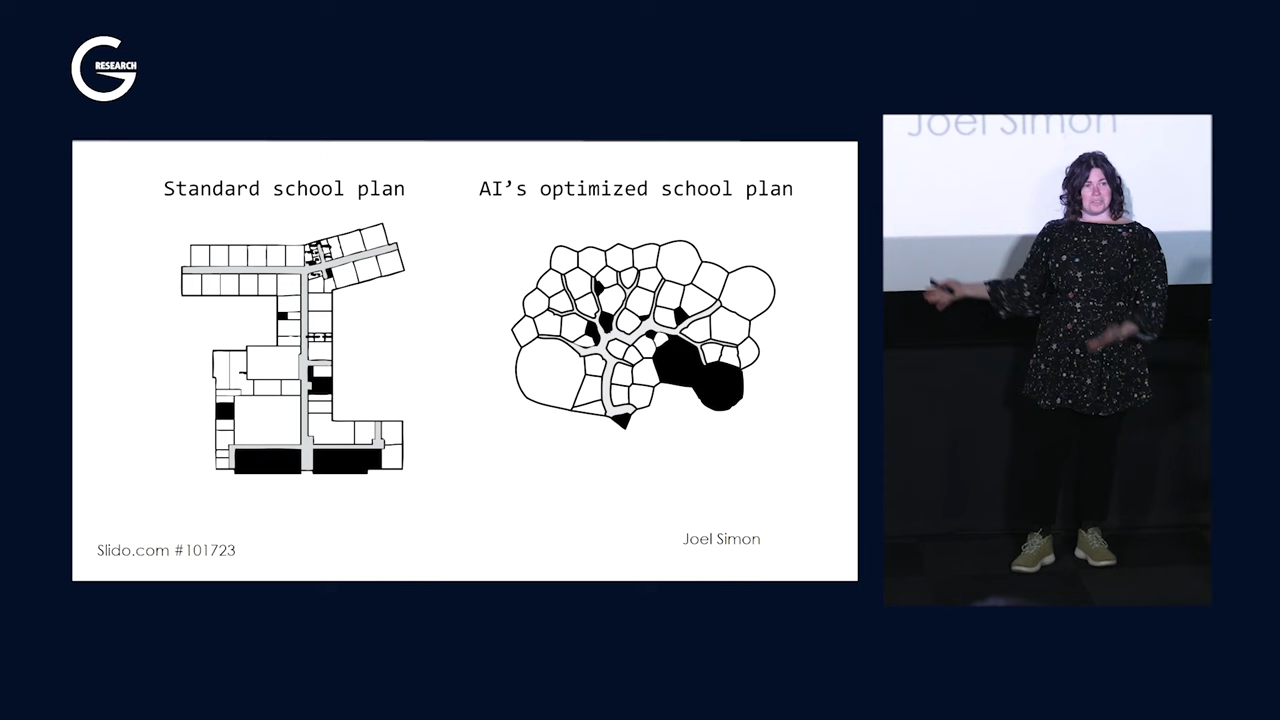 RESEARCH
Standard school plan
AI's optimized school plan
Slido.com #101723
Joel Simon
Joel Simon